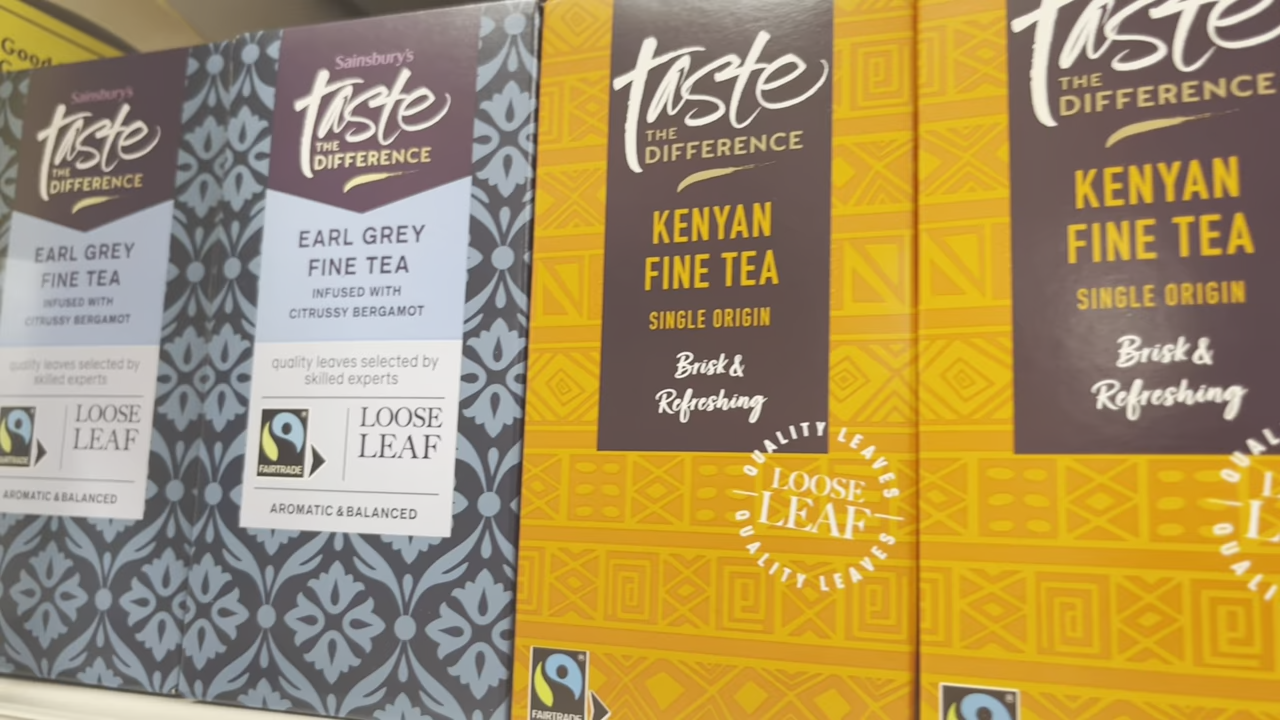 Good
Sainsbury's
taste
THE
DIFFERENCE
EARL GREY
FINE TEA
INFUSED WITH
CITRUSSY BERGAMOT
quality leaves selected by
skilled experts
FAIRTRADE
LOOSE
LEAF
AROMATIC & BALANCED
Sainsbury's
taste
THE
DIFFERENCE
EARL GREY
FINE TEA
INFUSED WITH
CITRUSSY BERGAMOT
quality leaves selected by
skilled experts
FAIRTRADE
LOOSE
LEAF
AROMATIC & BALANCED
taste
THE
DIFFERENCE
KENYAN
FINE TEA
SINGLE ORIGIN
Brisk &
Refreshing
QUALITY LEAVES
LOOSE
LEAF
QUALITY LEAVES
FAIRTRADE
taste
THE
DIFFERENCE
KENYAN
FINE TEA
SINGLE ORIGIN
Brisk &
Refreshing